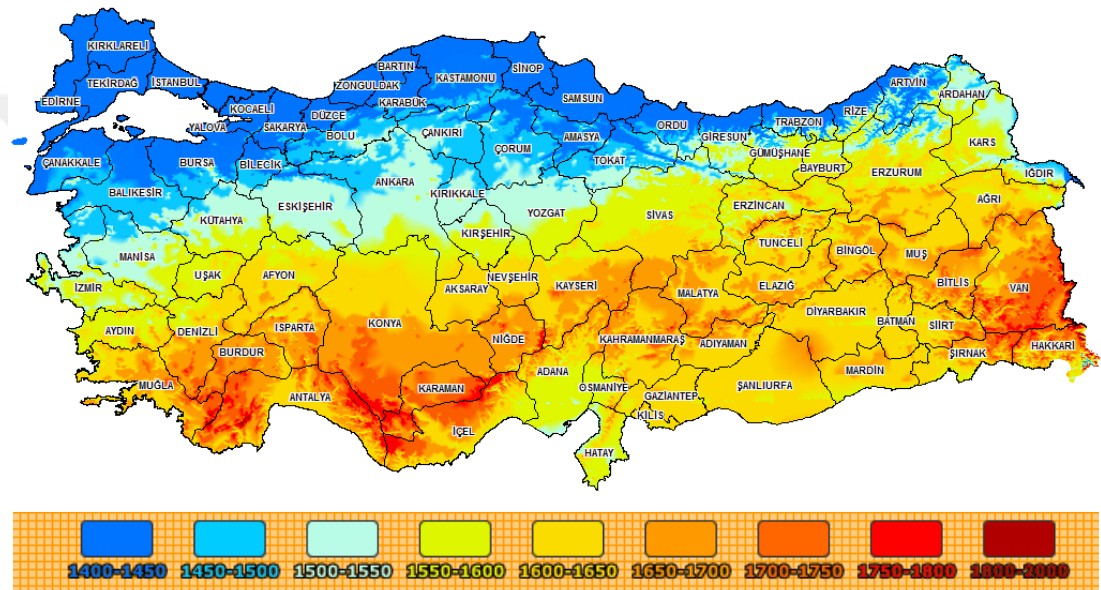 KIRKLARELİ
TEKİRDAĞ
İSTANBUL
EDİRNE
KOCAELİ
YALOVA
SAKARYA
DÜZCE
ZONGULDAK
BARTIN
KARABÜK
KASTAMONU
SİNOP
SAMSUN
BOLU
ÇANKIRI
ÇORUM
AMASYA
TOKAT
ORDU
GİRESUN
TRABZON
RİZE
ARTVİN
ARDAHAN
KARS
GÜMÜŞHANE
BAYBURT
ERZURUM
IĞDIR
AĞRI
ÇANAKKALE
BURSA
BİLECİK
BALIKESİR
KÜTAHYA
ESKİŞEHİR
ANKARA
KIRIKKALE
YOZGAT
KIRŞEHİR
SİVAS
ERZİNCAN
TUNCELİ
BİNGÖL
MUŞ
BİTLİS
VAN
MANİSA
İZMİR
UŞAK
AFYON
AKSARAY
NEVŞEHİR
KAYSERİ
MALATYA
ELAZIĞ
DİYARBAKIR
BATMAN
SİİRT
ŞIRNAK
HAKKARİ
AYDIN
DENİZLİ
ISPARTA
BURDUR
KONYA
NİĞDE
KAHRAMANMARAŞ
ADIYAMAN
MARDİN
ŞANLIURFA
MUĞLA
ANTALYA
KARAMAN
İÇEL
ADANA
OSMANİYE
GAZİANTEP
KİLİS
HATAY
1400-1450 1450-1500 1500-1550 1550-1600 1600-1650 1650-1700 1700-1750 1750-1800 1800-2000